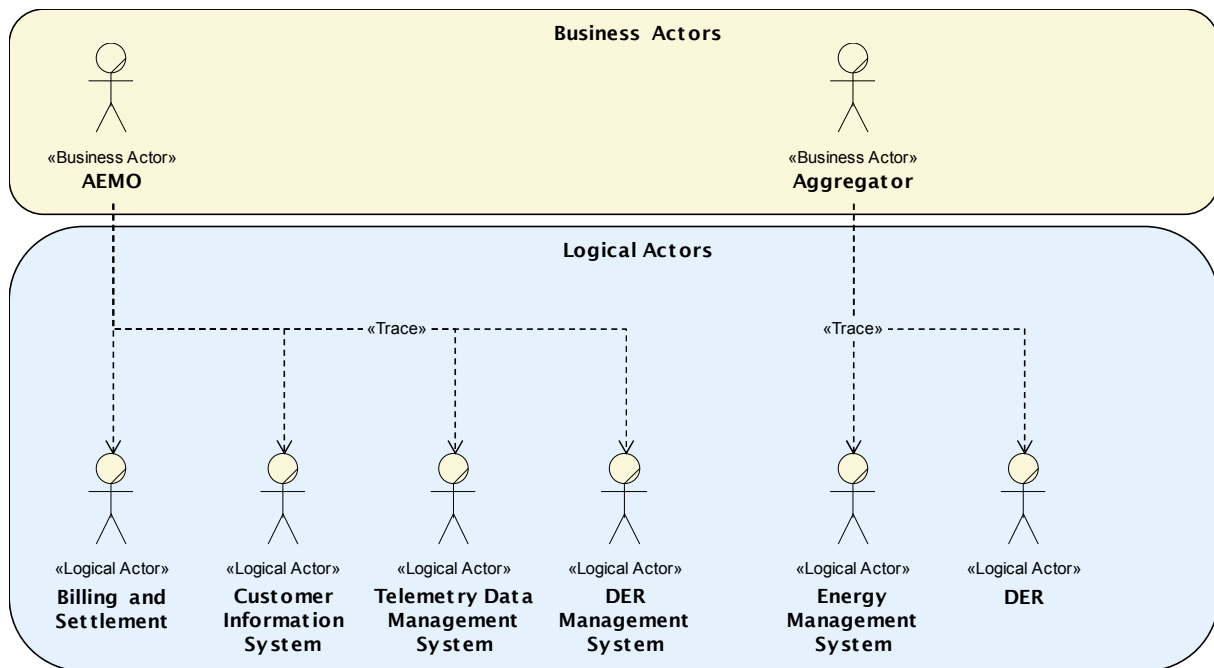 Business Actors
«Business Actor»
AEMO
«Business Actor»
Aggregator
Logical Actors
«Trace»
«Trace»
«Logical Actor»
Billing and
Settlement
«Logical Actor»
Customer
Information
System
«Logical Actor»
Telemetry Data
Management
System
«Logical Actor»
DER
Management
System
«Logical Actor»
Energy
Management
System
«Logical Actor»
DER